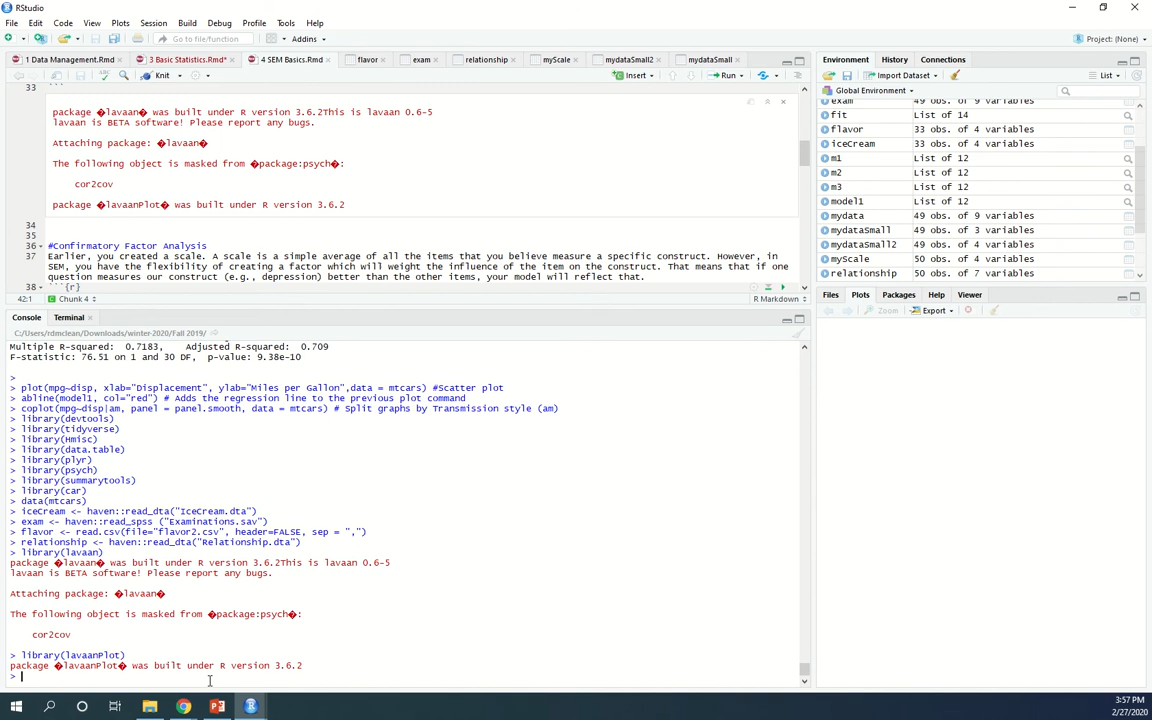 RStudio
File Edit Code View Plots Session Build Debug Profile Tools Help
Go to file/function Addins Project: (None)
1 Data Management.Rmd 3 Basic Statistics.Rmd* 4 SEM Basics.Rmd flavor exam relationship myScale mydataSmall2 mydataSmall
Knit Insert Run
33 ```
package �lavaan� was built under R version 3.6.2This is lavaan 0.6-5
lavaan is BETA software! Please report any bugs.
Attaching package: �lavaan�
The following object is masked from �package:psych�:
cor2cov
package �lavaanPlot� was built under R version 3.6.2
34
35
36 #Confirmatory Factor Analysis
37 Earlier, you created a scale. A scale is a simple average of all the items that you believe measure a specific construct. However, in
SEM, you have the flexibility of creating a factor which will weight the influence of the item on the construct. That means that if one
question measures our construct (e.g., depression) better than the other items, your model will reflect that.
38 ```{r}
42:1 Chunk 4 R Markdown
Console Terminal
C:/Users/rdmclean/Downloads/winter-2020/Fall 2019/
Multiple R-squared: 0.7183, Adjusted R-squared: 0.709
F-statistic: 76.51 on 1 and 30 DF, p-value: 9.38e-10
>
> plot(mpg~disp, xlab="Displacement", ylab="Miles per Gallon",data = mtcars) #Scatter plot
> abline(model1, col="red") # Adds the regression line to the previous plot command
> coplot(mpg~disp|am, panel = panel.smooth, data = mtcars) # Split graphs by Transmission style (am)
> library(devtools)
> library(tidyverse)
> library(Hmisc)
> library(data.table)
> library(plyr)
> library(psych)
> library(summarytools)
> library(car)
> data(mtcars)
> iceCream <- haven::read_dta("IceCream.dta")
> exam <- haven::read_spss ("Examinations.sav")
> flavor <- read.csv(file="flavor2.csv", header=FALSE, sep = ",")
> relationship <- haven::read_dta("Relationship.dta")
> library(lavaan)
package �lavaan� was built under R version 3.6.2This is lavaan 0.6-5
lavaan is BETA software! Please report any bugs.
Attaching package: �lavaan�
The following object is masked from �package:psych�:
cor2cov
> library(lavaanPlot)
package �lavaanPlot� was built under R version 3.6.2
>
Environment History Connections
Import Dataset List
Global Environment
exam 49 obs. of 9 variables
fit List of 14
flavor 33 obs. of 4 variables
iceCream 33 obs. of 4 variables
m1 List of 12
m2 List of 12
m3 List of 12
model1 List of 12
mydata 49 obs. of 9 variables
mydataSmall 49 obs. of 3 variables
mydataSmall2 49 obs. of 4 variables
myScale 50 obs. of 4 variables
relationship 50 obs. of 7 variables
Files Plots Packages Help Viewer
Zoom Export
3:57 PM
2/27/2020